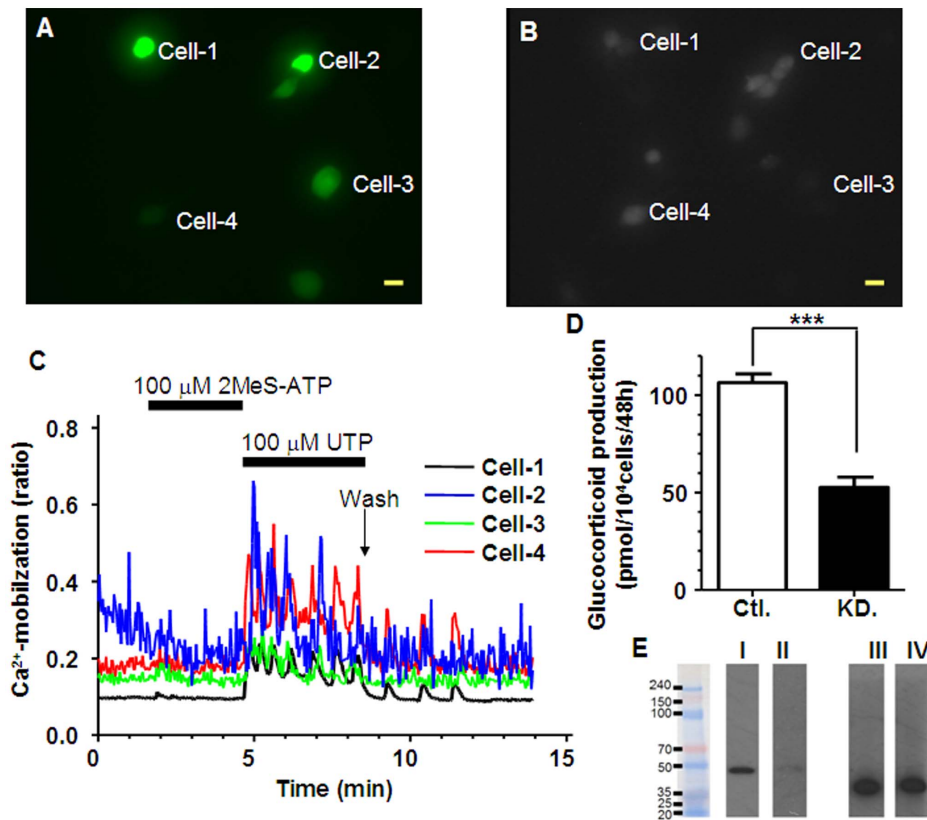 A
Cell-1
Cell-2
Cell-3
Cell-4
B
Cell-1
Cell-2
Cell-3
Cell-4
C
100 μM 2MeS-ATP
100 μM UTP
Wash
Cell-1
Cell-2
Cell-3
Cell-4
Ca²⁺-mobilzation (ratio)
0.8
0.6
0.4
0.2
0.0
0
5
10
15
Time (min)
D
***
Glucocorticoid production
(pmol/10⁴cells/48h)
100
50
0
Ctl.
KD.
E
I
II
III
IV
240
150
100
70
50
35
25
20